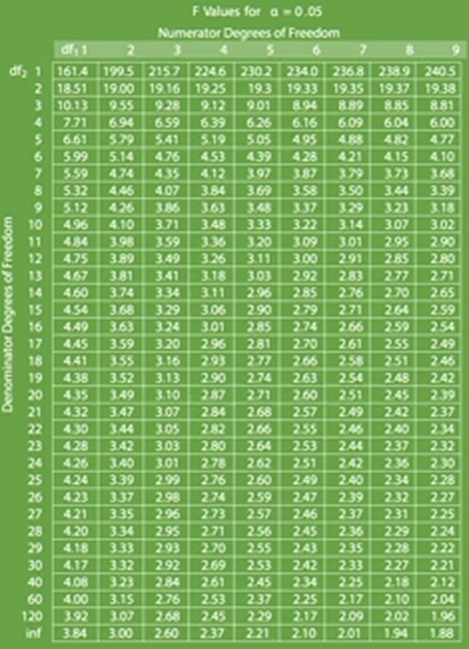 F Values for α = 0.05
Numerator Degrees of Freedom
df₁ 1 2 3 4 5 6 7 8 9
df₂ 1 161.4 199.5 215.7 224.6 230.2 234.0 236.8 238.9 240.5
2 18.51 19.00 19.16 19.25 19.3 19.33 19.35 19.37 19.38
3 10.13 9.55 9.28 9.12 9.01 8.94 8.89 8.85 8.81
4 7.71 6.94 6.59 6.39 6.26 6.16 6.09 6.04 6.00
5 6.61 5.79 5.41 5.19 5.05 4.95 4.88 4.82 4.77
6 5.99 5.14 4.76 4.53 4.39 4.28 4.21 4.15 4.10
7 5.59 4.74 4.35 4.12 3.97 3.87 3.79 3.73 3.68
8 5.32 4.46 4.07 3.84 3.69 3.58 3.50 3.44 3.39
9 5.12 4.26 3.86 3.63 3.48 3.37 3.29 3.23 3.18
10 4.96 4.10 3.71 3.48 3.33 3.22 3.14 3.07 3.02
11 4.84 3.98 3.59 3.36 3.20 3.09 3.01 2.95 2.90
12 4.75 3.89 3.49 3.26 3.11 3.00 2.91 2.85 2.80
13 4.67 3.81 3.41 3.18 3.03 2.92 2.83 2.77 2.71
14 4.60 3.74 3.34 3.11 2.96 2.85 2.76 2.70 2.65
15 4.54 3.68 3.29 3.06 2.90 2.79 2.71 2.64 2.59
16 4.49 3.63 3.24 3.01 2.85 2.74 2.66 2.59 2.54
17 4.45 3.59 3.20 2.96 2.81 2.70 2.61 2.55 2.49
18 4.41 3.55 3.16 2.93 2.77 2.66 2.58 2.51 2.46
19 4.38 3.52 3.13 2.90 2.74 2.63 2.54 2.48 2.42
20 4.35 3.49 3.10 2.87 2.71 2.60 2.51 2.45 2.39
21 4.32 3.47 3.07 2.84 2.68 2.57 2.49 2.42 2.37
22 4.30 3.44 3.05 2.82 2.66 2.55 2.46 2.40 2.34
23 4.28 3.42 3.03 2.80 2.64 2.53 2.44 2.37 2.32
24 4.26 3.40 3.01 2.78 2.62 2.51 2.42 2.36 2.30
25 4.24 3.39 2.99 2.76 2.60 2.49 2.40 2.34 2.28
26 4.23 3.37 2.98 2.74 2.59 2.47 2.39 2.32 2.27
27 4.21 3.35 2.96 2.73 2.57 2.46 2.37 2.31 2.25
28 4.20 3.34 2.95 2.71 2.56 2.45 2.36 2.29 2.24
29 4.18 3.33 2.93 2.70 2.55 2.43 2.35 2.28 2.22
30 4.17 3.32 2.92 2.69 2.53 2.42 2.33 2.27 2.21
40 4.08 3.23 2.84 2.61 2.45 2.34 2.25 2.18 2.12
60 4.00 3.15 2.76 2.53 2.37 2.25 2.17 2.10 2.04
120 3.92 3.07 2.68 2.45 2.29 2.17 2.09 2.02 1.96
inf 3.84 3.00 2.60 2.37 2.21 2.10 2.01 1.94 1.88
Denominator Degrees of Freedom